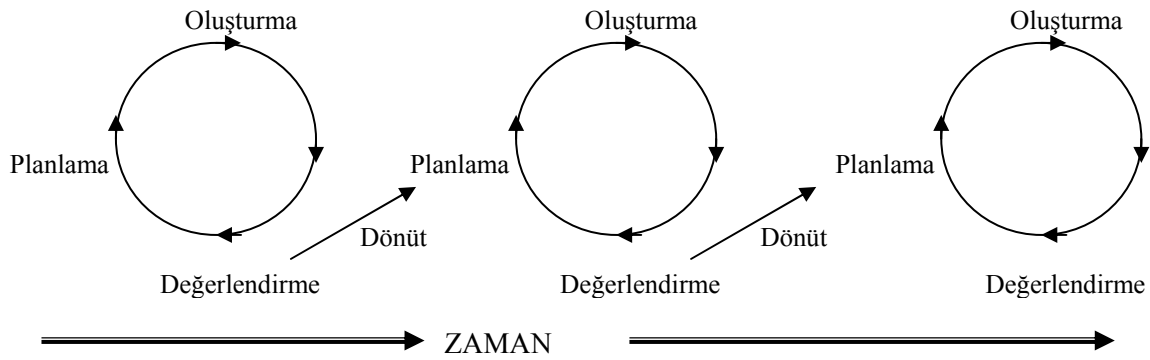 Oluşturma Oluşturma Oluşturma
Planlama Planlama Planlama
Dönüt Dönüt
Değerlendirme Değerlendirme Değerlendirme
ZAMAN